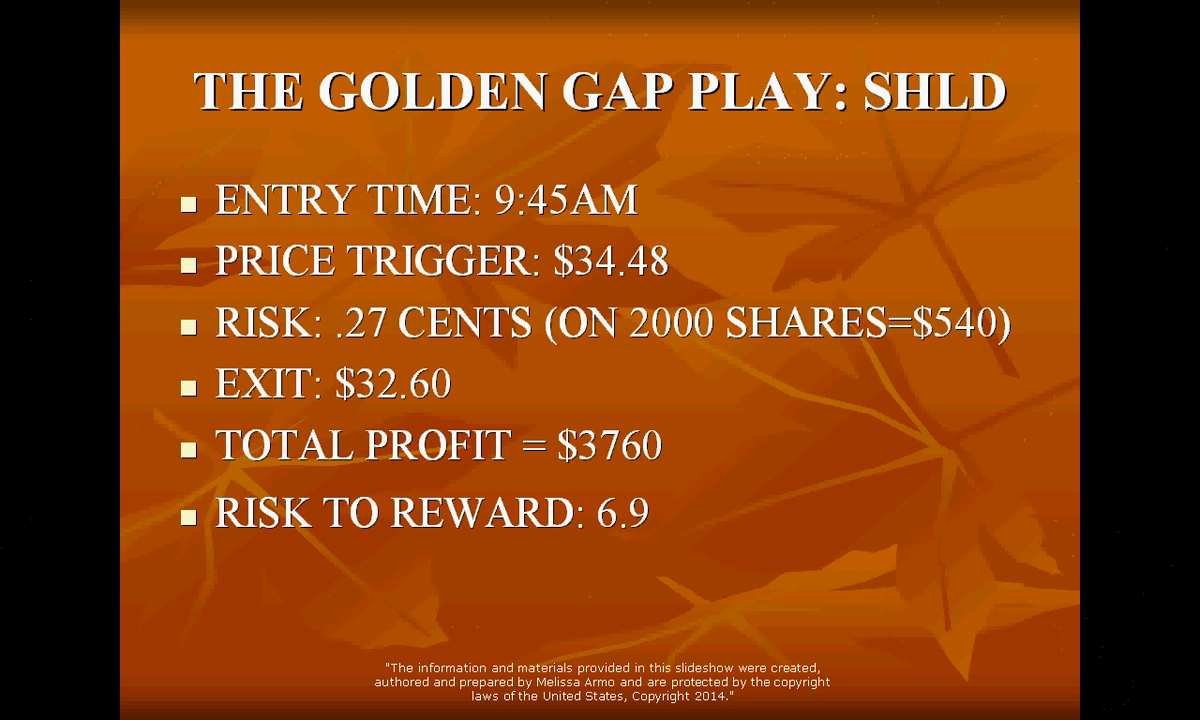 THE GOLDEN GAP PLAY: SHLD
ENTRY TIME: 9:45AM
PRICE TRIGGER: $34.48
RISK: .27 CENTS (ON 2000 SHARES=$540)
EXIT: $32.60
TOTAL PROFIT = $3760
RISK TO REWARD: 6.9
"The information and materials provided in this slideshow were created,
authored and prepared by Melissa Armo and are protected by the copyright
laws of the United States, Copyright 2014."